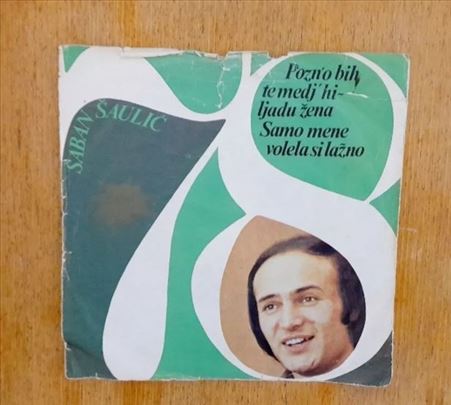 ŠABAN ŠAULIĆ
Pozn'o bih
te medj' hi-
ljadu žena
Samo mene
volela si lažno
78